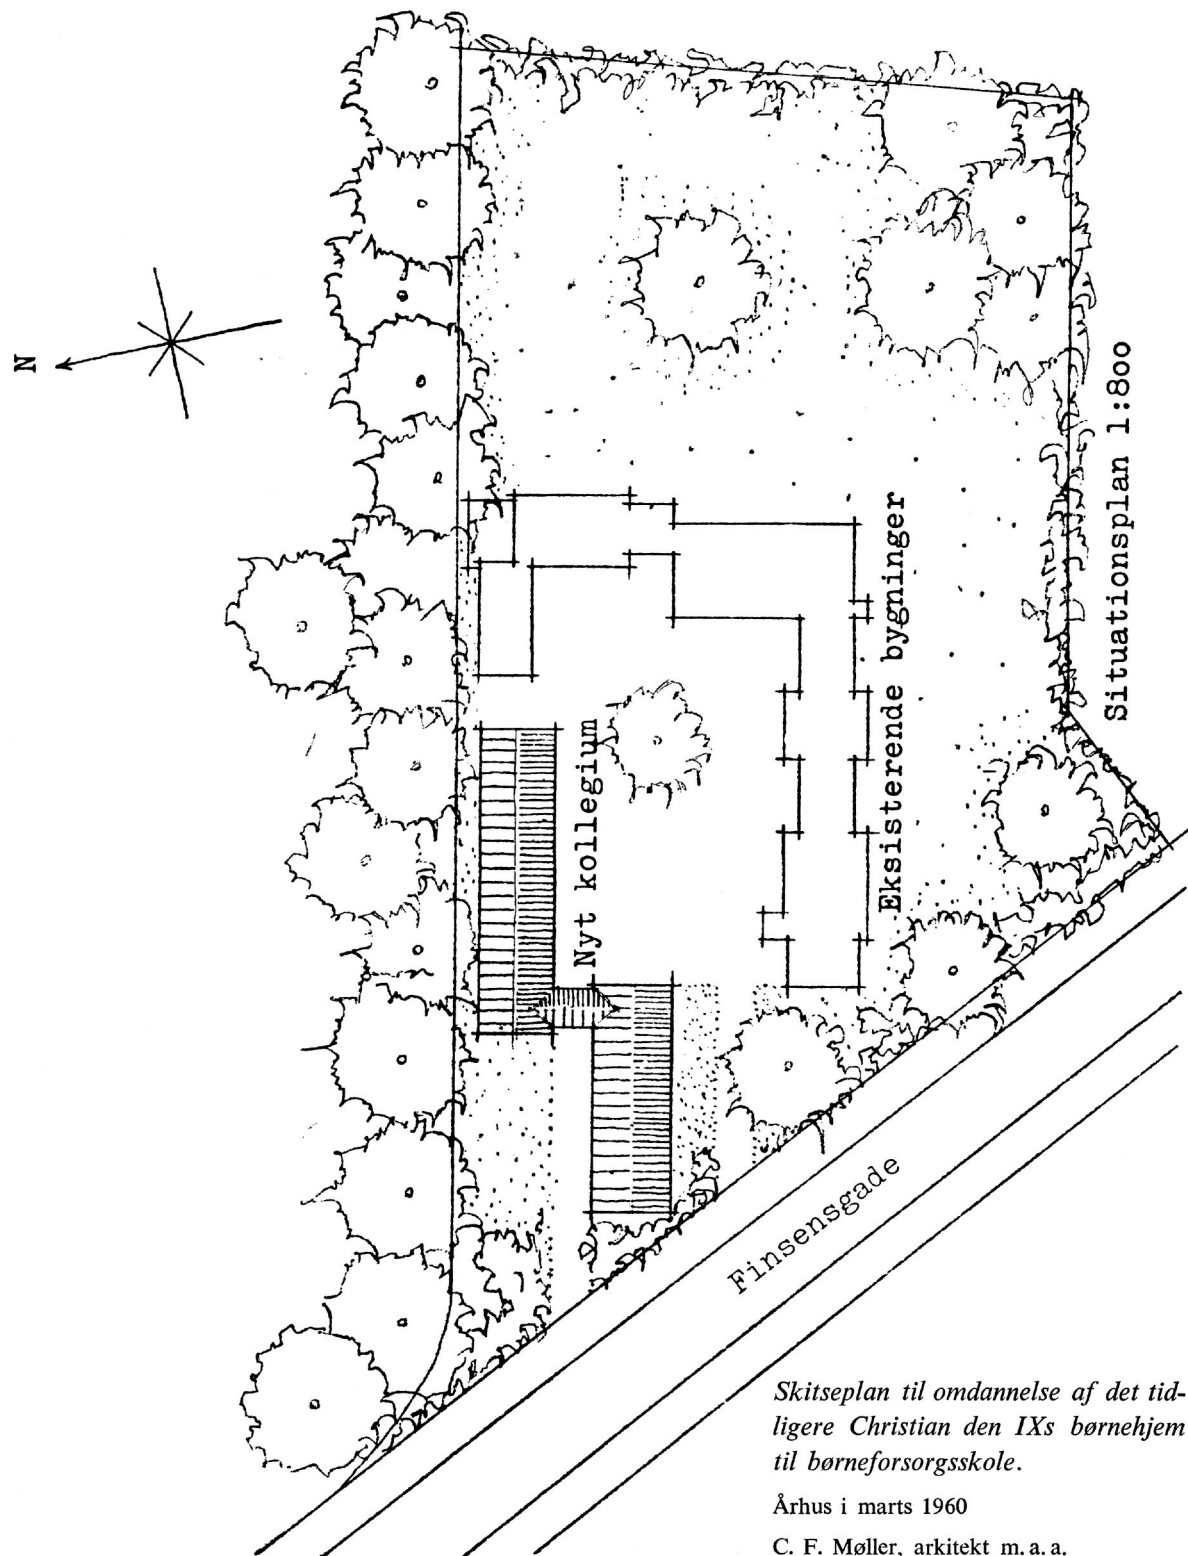 N
Nyt kollegium
Eksisterende bygninger
Situationsplan 1:800
Finsensgade
Skitseplan til omdannelse af det tid-
ligere Christian den IXs børnehjem
til børneforsorgsskole.
Århus i marts 1960
C. F. Møller, arkitekt m. a. a.